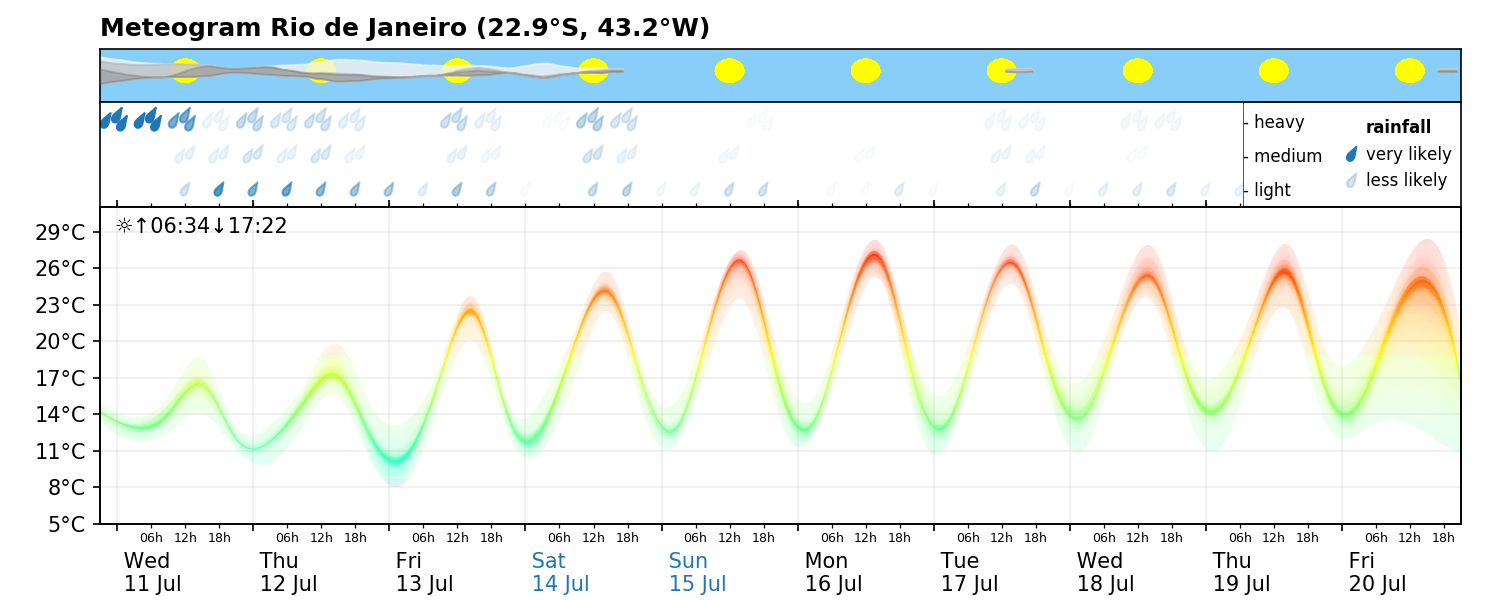 Meteogram Rio de Janeiro (22.9°S, 43.2°W)
heavy
medium
light
rainfall
very likely
less likely
☼↑06:34↓17:22
29°C
26°C
23°C
20°C
17°C
14°C
11°C
8°C
5°C
06h 12h 18h 06h 12h 18h 06h 12h 18h 06h 12h 18h 06h 12h 18h 06h 12h 18h 06h 12h 18h 06h 12h 18h 06h 12h 18h 06h 12h 18h
Wed Thu Fri Sat Sun Mon Tue Wed Thu Fri
11 Jul 12 Jul 13 Jul 14 Jul 15 Jul 16 Jul 17 Jul 18 Jul 19 Jul 20 Jul